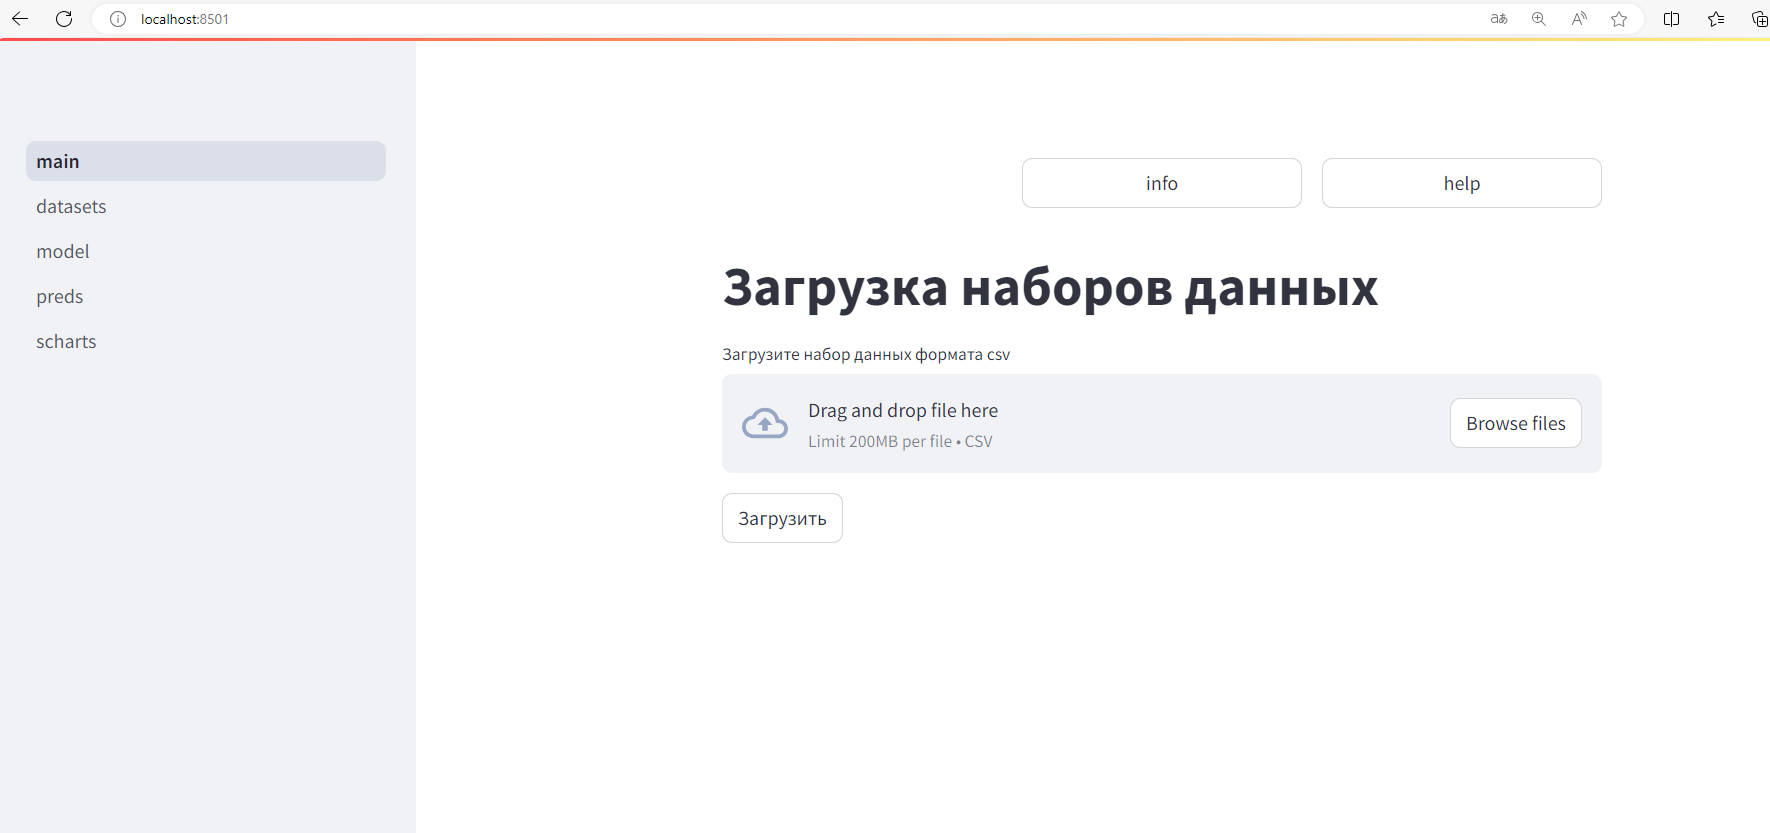 localhost:8501
main
datasets
model
preds
scharts
info
help
Загрузка наборов данных
Загрузите набор данных формата csv
Drag and drop file here
Limit 200MB per file • CSV
Browse files
Загрузить